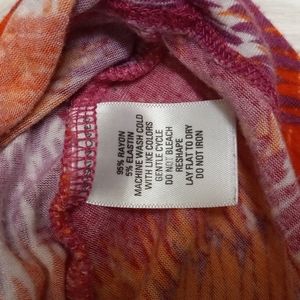 95% RAYON
5% ELASTIN
MACHINE WASH COLD
WITH LIKE COLORS
GENTLE CYCLE
DO NOT BLEACH
RESHAPE
LAY FLAT TO DRY
DO NOT IRON